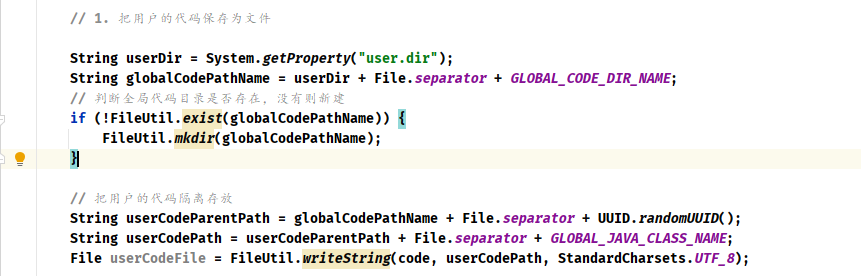 // 1. 把用户的代码保存为文件
String userDir = System.getProperty("user.dir");
String globalCodePathName = userDir + File.separator + GLOBAL_CODE_DIR_NAME;
// 判断全局代码目录是否存在，没有则新建
if (!FileUtil.exist(globalCodePathName)) {
FileUtil.mkdir(globalCodePathName);
}
// 把用户的代码隔离存放
String userCodeParentPath = globalCodePathName + File.separator + UUID.randomUUID();
String userCodePath = userCodeParentPath + File.separator + GLOBAL_JAVA_CLASS_NAME;
File userCodeFile = FileUtil.writeString(code, userCodePath, StandardCharsets.UTF_8);